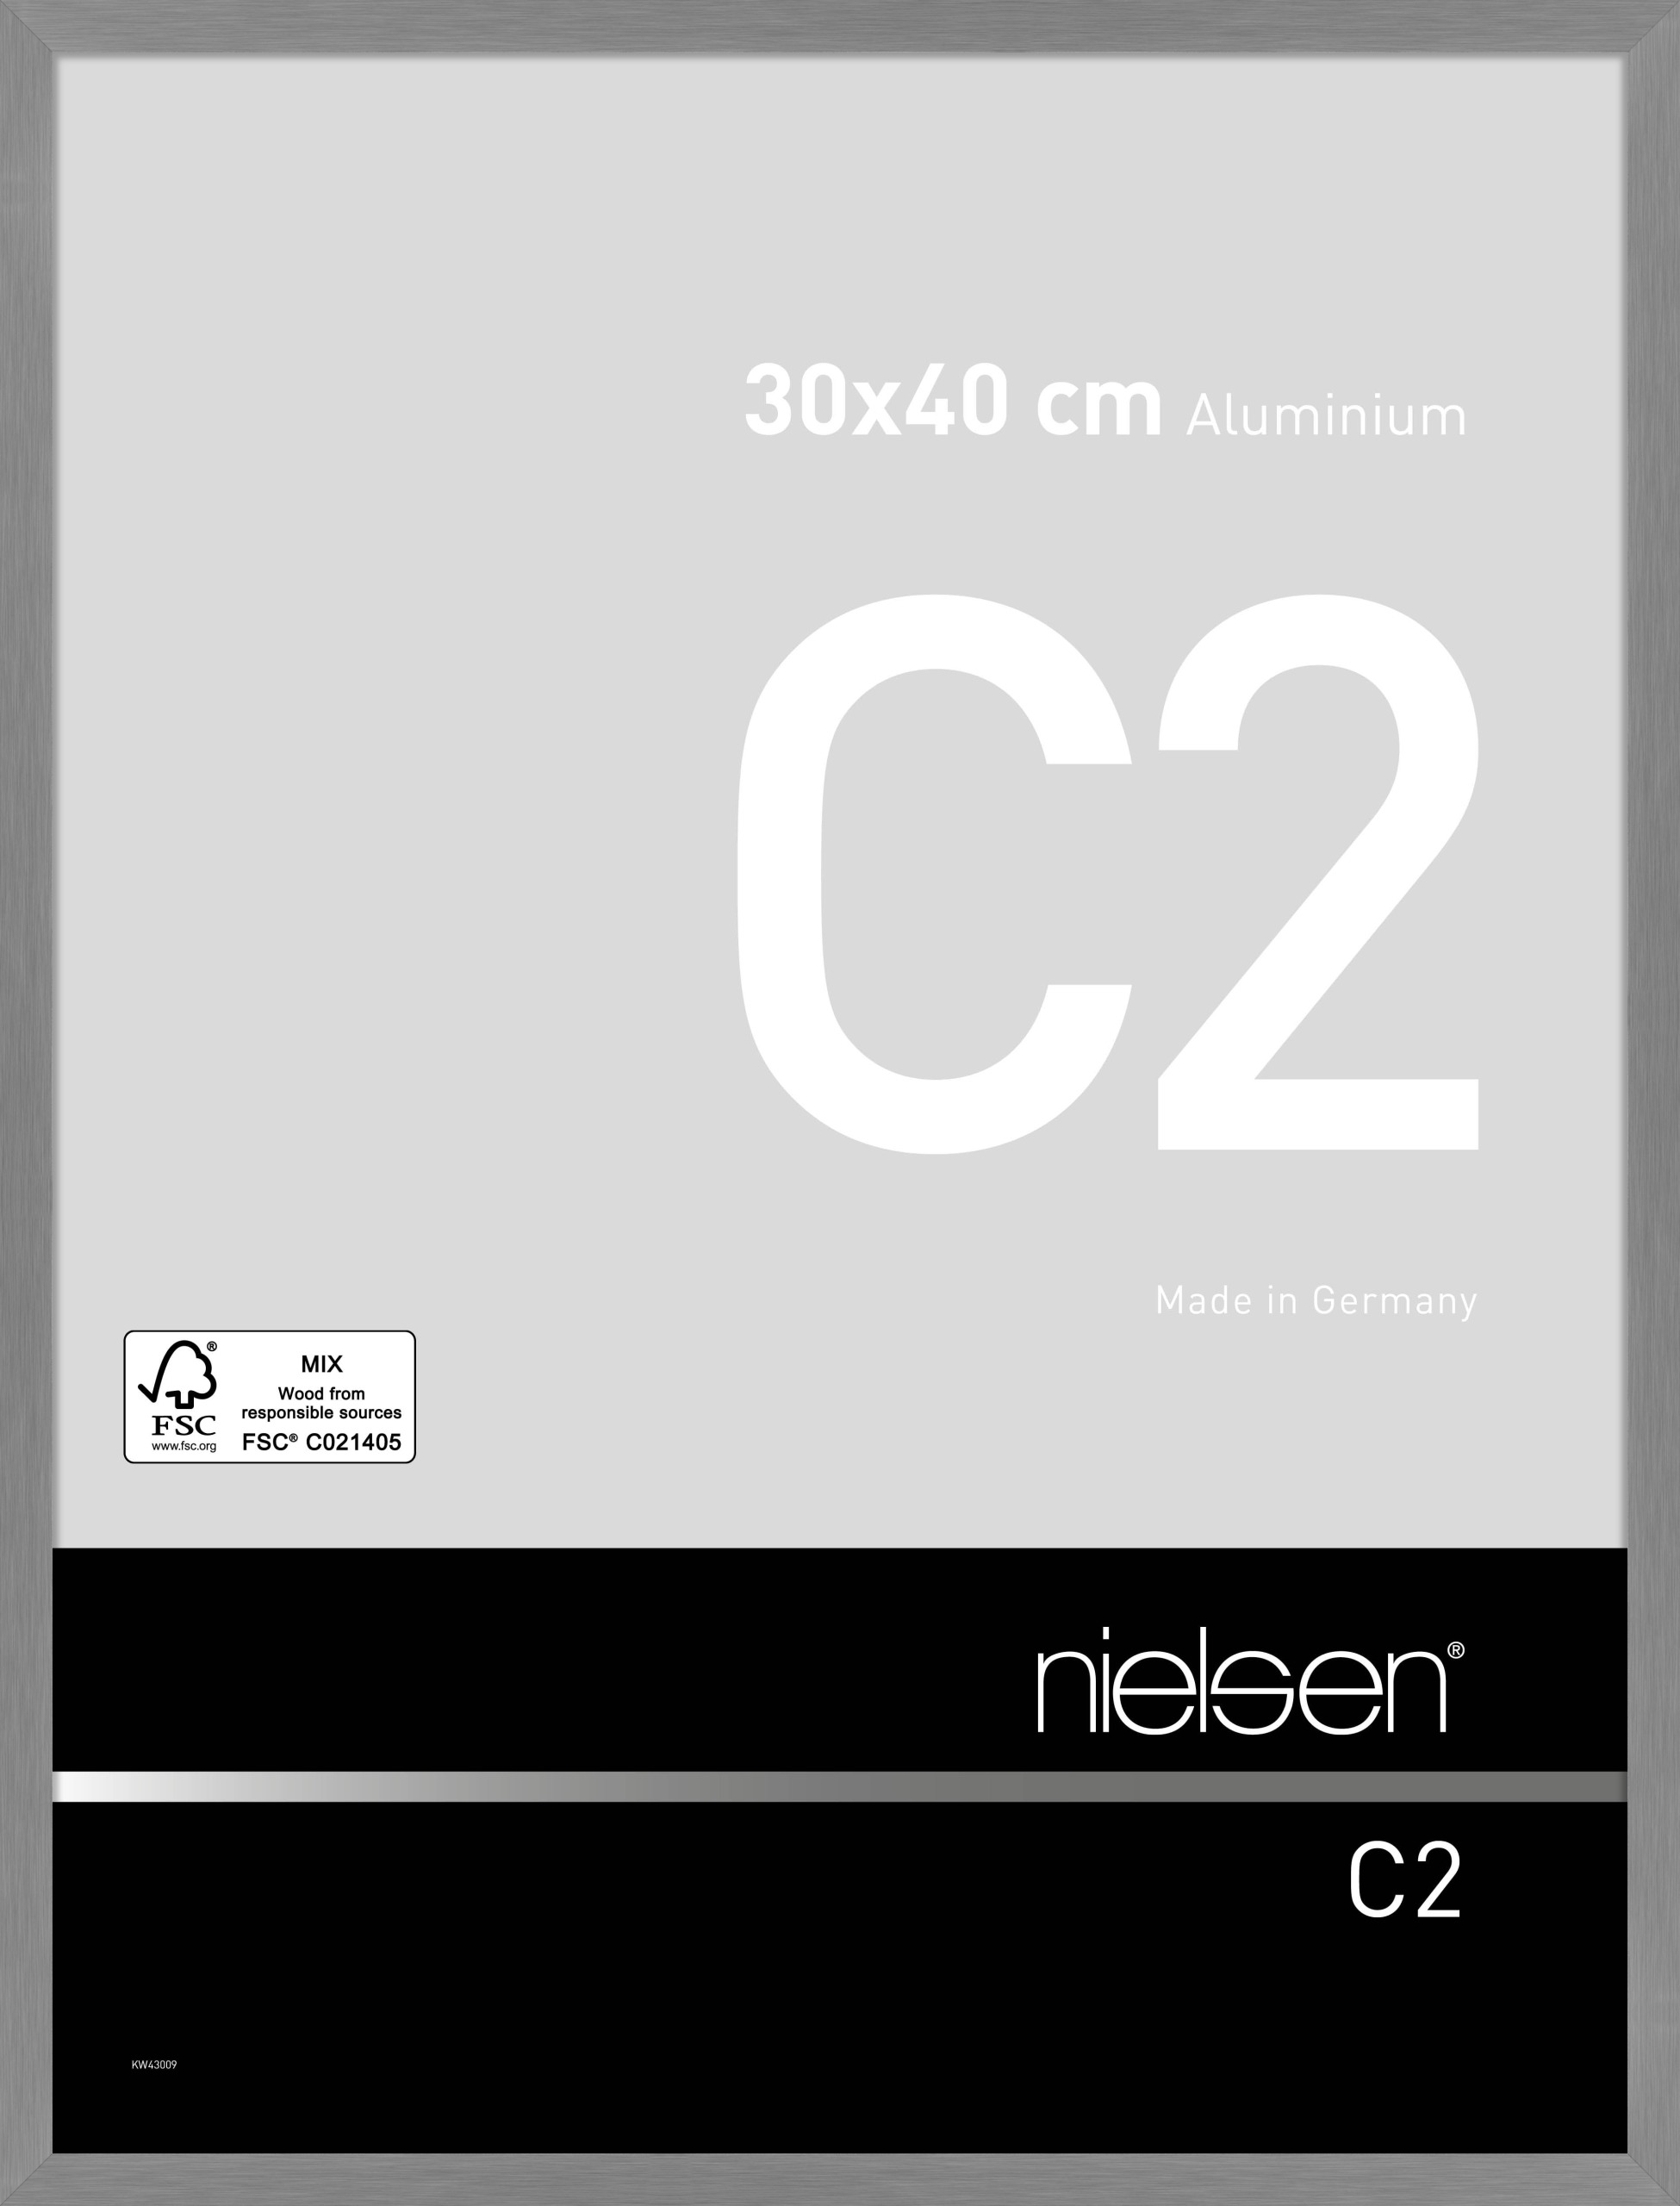 30x40 cm Aluminium
C2
Made in Germany
®
MIX
Wood from
responsible sources
FSC
www.fsc.org
FSC® C021405
nielsen®
C2
KW43009